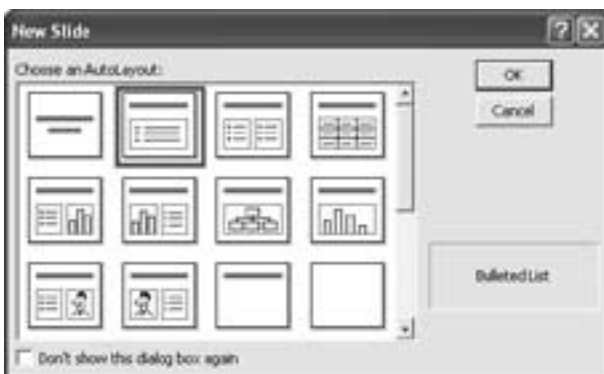 New Slide
Choose an AutoLayout:
OK
Cancel
Bulleted List
Don't show this dialog box again